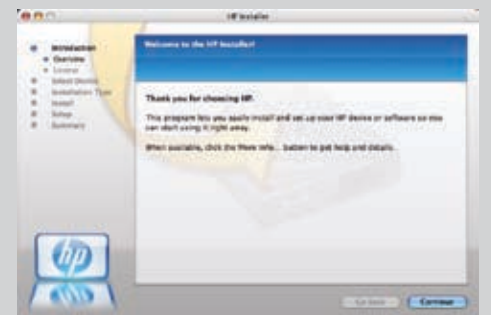 HP Installer
Introduction
Overview
License
Select Device
Installation Type
Install
Setup
Summary
Welcome to the HP Installer!
Thank you for choosing HP.
This program lets you easily install and set up your HP device or software so you
can start using it right away.
When available, click the More Info... button to get help and details.
hp
Go Back
Continue